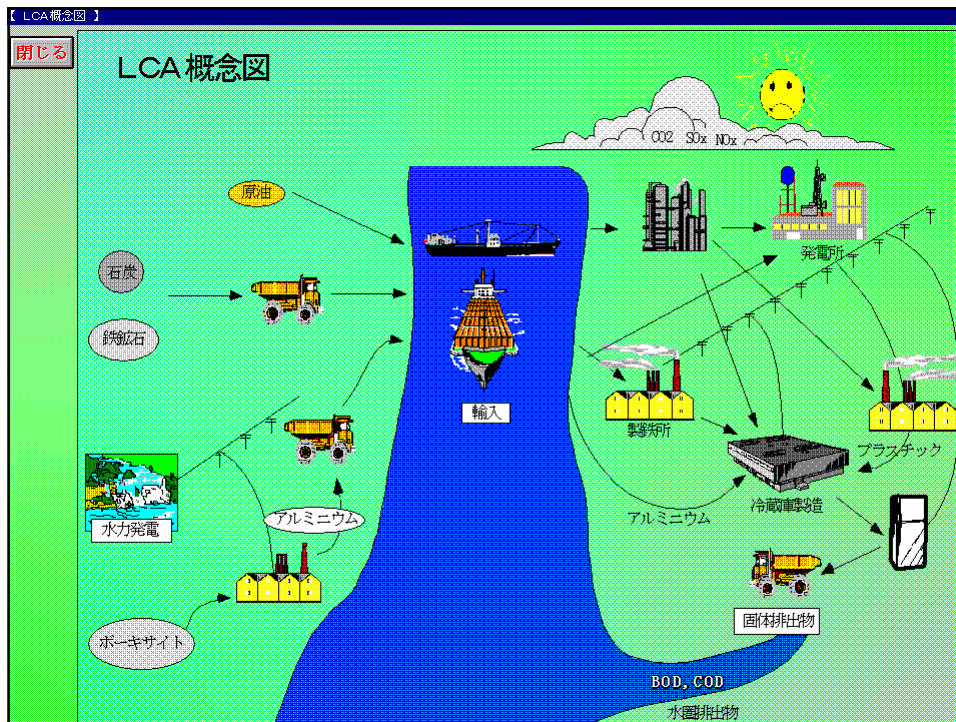 【 LCA概念図 】
閉じる
LCA概念図
CO2 SOx NOx
原油
石炭
発電所
鉄鉱石
輸入
製鉄所
プラスチック
アルミニウム
冷蔵庫製造
水力発電
アルミニウム
固体排出物
ボーキサイト
BOD, COD
水圏排出物